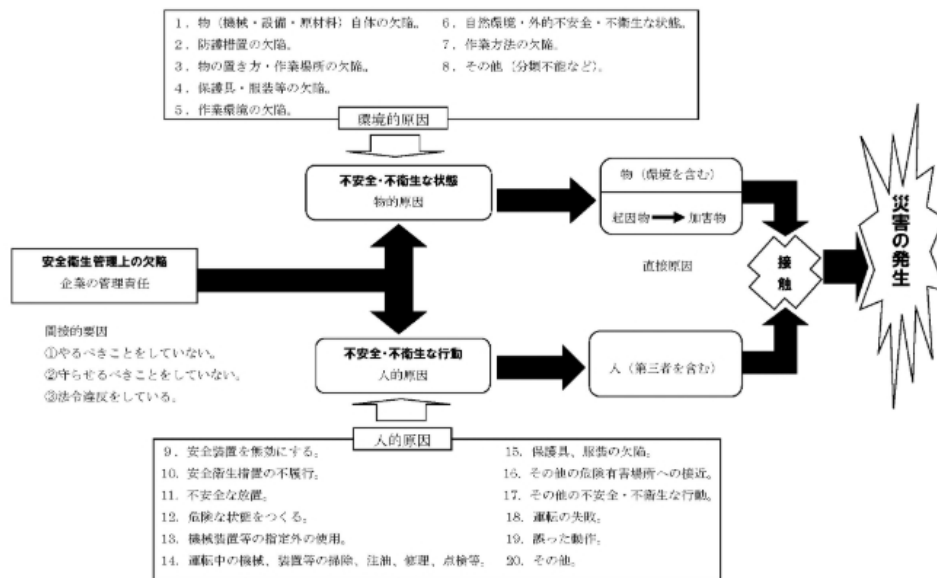 1．物（機械・設備・原材料）自体の欠陥。
2．防護措置の欠陥。
3．物の置き方・作業場所の欠陥。
4．保護具・服装等の欠陥。
5．作業環境の欠陥。
6．自然環境・外的不安全・不衛生な状態。
7．作業方法の欠陥。
8．その他（分類不能など）。
環境的原因
不安全・不衛生な状態
物的原因
物（環境を含む）
起因物
加害物
安全衛生管理上の欠陥
企業の管理責任
直接原因
接触
災害の発生
間接的要因
①やるべきことをしていない。
②守らせるべきことをしていない。
③法令違反をしている。
不安全・不衛生な行動
人的原因
人（第三者を含む）
人的原因
9．安全装置を無効にする。
10．安全衛生措置の不履行。
11．不安全な放置。
12．危険な状態をつくる。
13．機械装置等の指定外の使用。
14．運転中の機械、装置等の掃除、注油、修理、点検等。
15．保護具、服装の欠陥。
16．その他の危険有害場所への接近。
17．その他の不安全・不衛生な行動。
18．運転の失敗。
19．誤った動作。
20．その他。